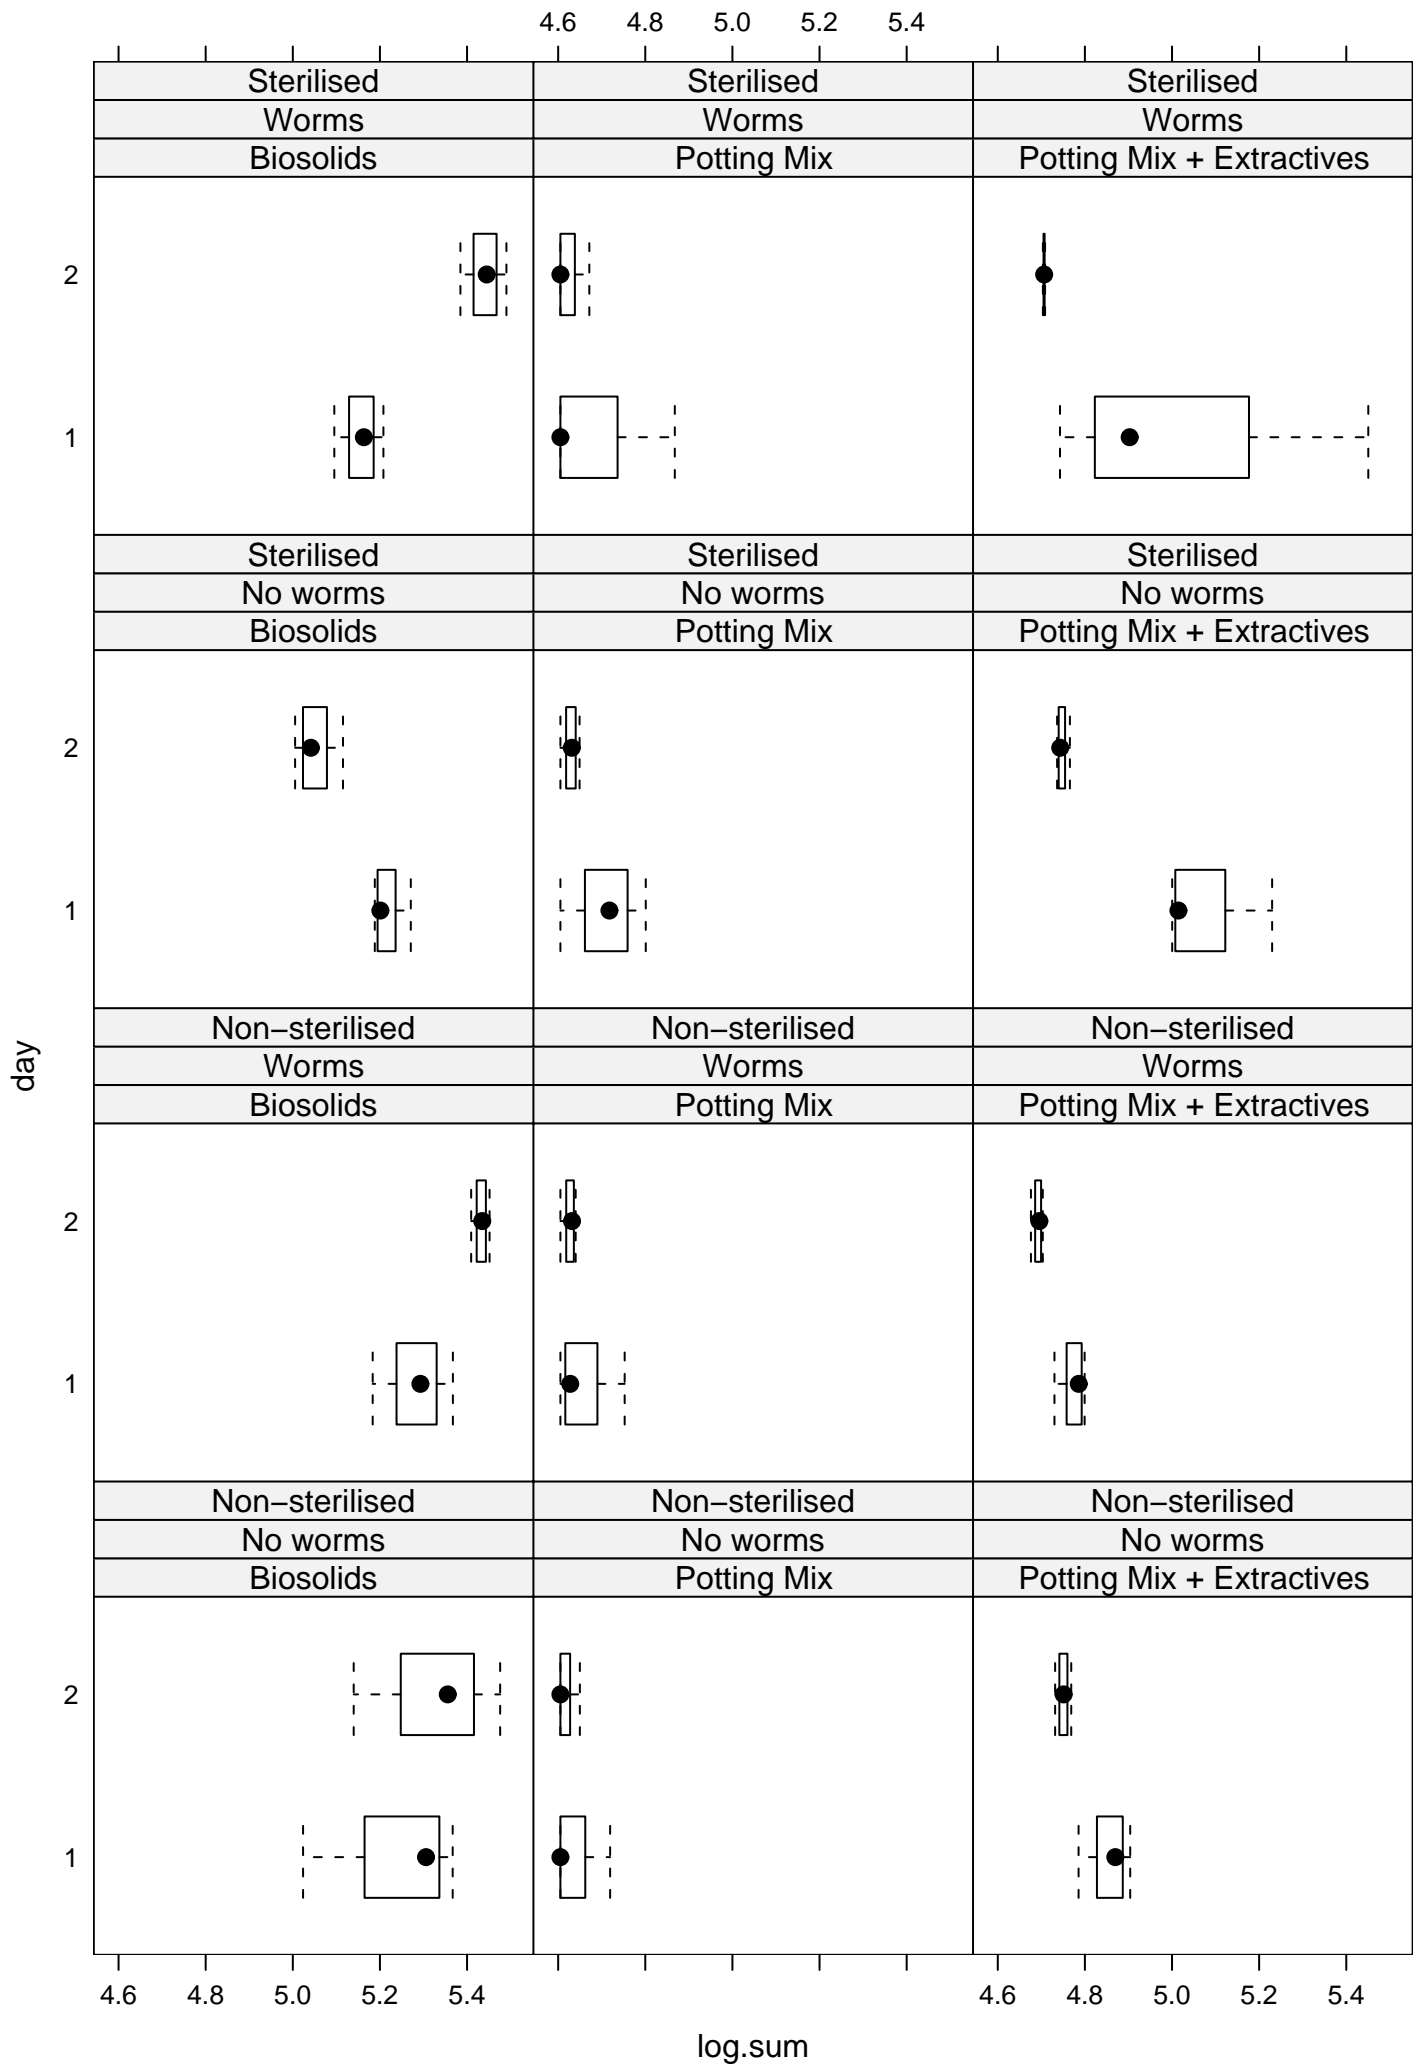 4.6 4.8 5.0 5.2 5.4
Sterilised Sterilised Sterilised
Worms Worms Worms
Biosolids Potting Mix Potting Mix + Extractives
2
1
Sterilised Sterilised Sterilised
No worms No worms No worms
Biosolids Potting Mix Potting Mix + Extractives
2
1
Non−sterilised Non−sterilised Non−sterilised
day
Worms Worms Worms
Biosolids Potting Mix Potting Mix + Extractives
2
1
Non−sterilised Non−sterilised Non−sterilised
No worms No worms No worms
Biosolids Potting Mix Potting Mix + Extractives
2
1
4.6 4.8 5.0 5.2 5.4 4.6 4.8 5.0 5.2 5.4
log.sum